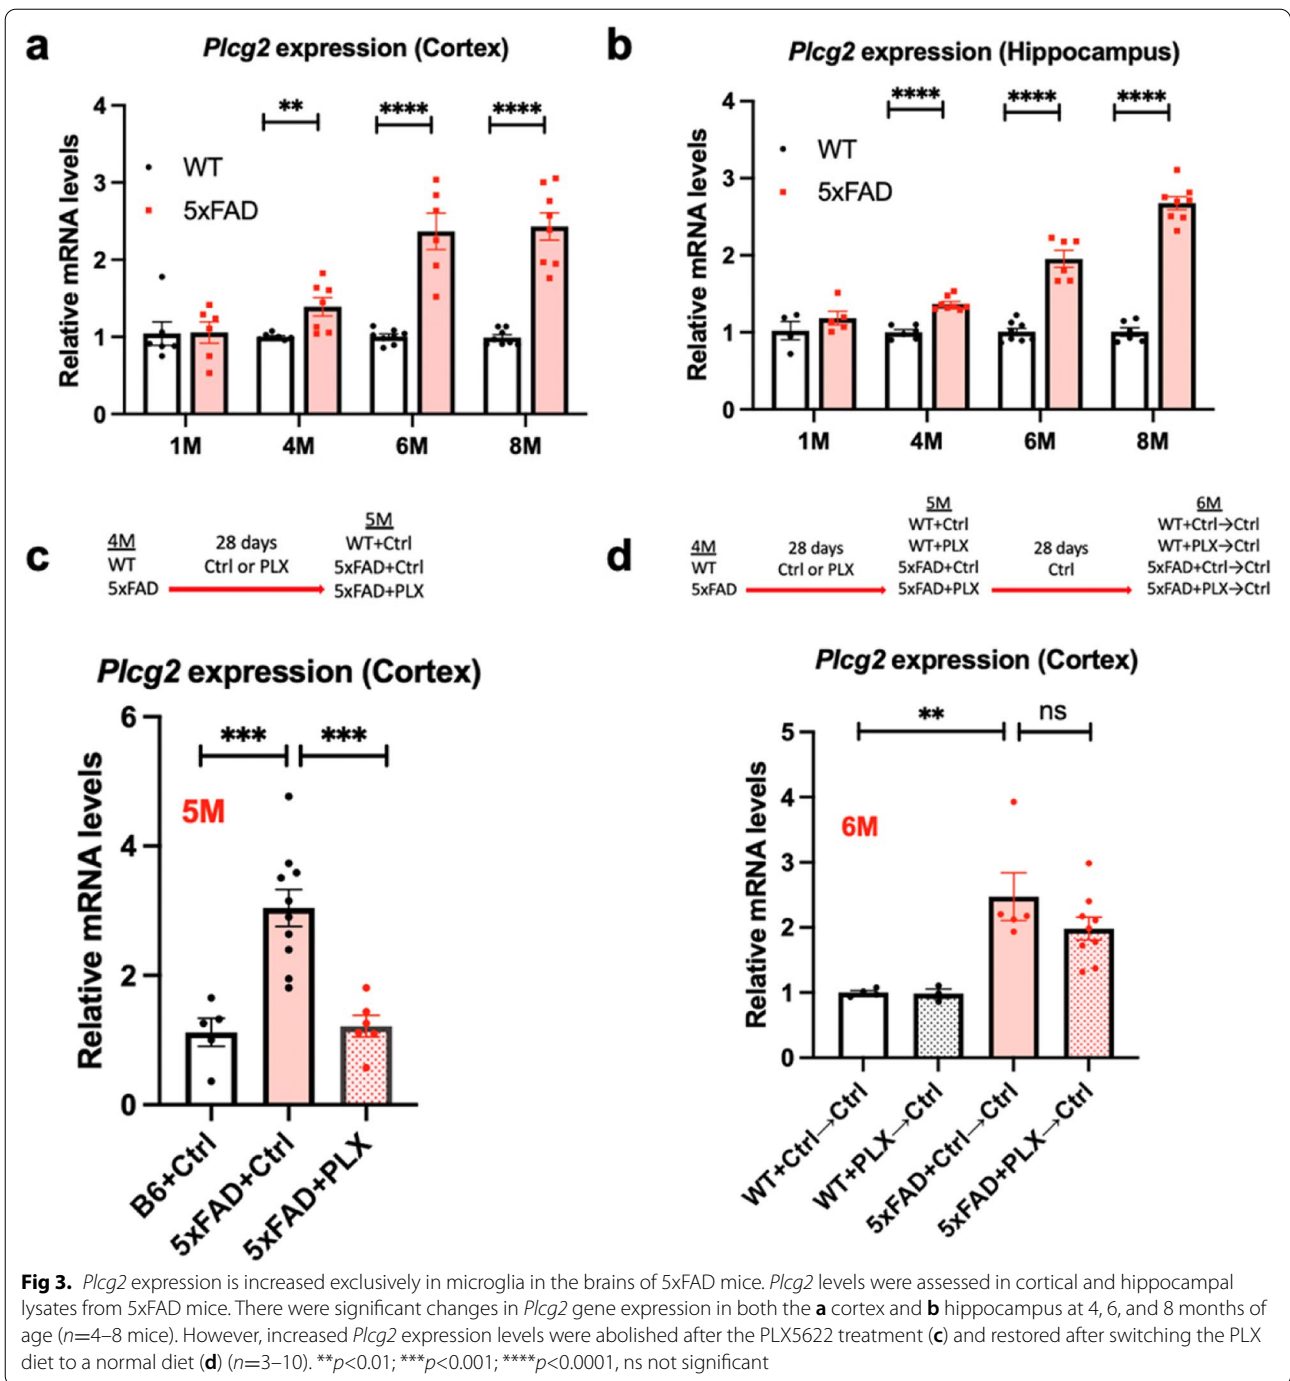 a
Plcg2 expression (Cortex)
**
****
****
4
3
2
1
0
Relative mRNA levels
WT
5xFAD
1M
4M
6M
8M
b
Plcg2 expression (Hippocampus)
****
****
****
4
3
2
1
0
Relative mRNA levels
WT
5xFAD
1M
4M
6M
8M
c
4M
WT
5xFAD
28 days
Ctrl or PLX
5M
WT+Ctrl
5xFAD+Ctrl
5xFAD+PLX
Plcg2 expression (Cortex)
***
***
5M
6
4
2
0
Relative mRNA levels
B6+Ctrl
5xFAD+Ctrl
5xFAD+PLX
d
4M
WT
5xFAD
28 days
Ctrl or PLX
5M
WT+Ctrl
WT+PLX
5xFAD+Ctrl
5xFAD+PLX
28 days
Ctrl
6M
WT+Ctrl→Ctrl
WT+PLX→Ctrl
5xFAD+Ctrl→Ctrl
5xFAD+PLX→Ctrl
Plcg2 expression (Cortex)
**
ns
6M
5
4
3
2
1
0
Relative mRNA levels
WT+Ctrl→Ctrl
WT+PLX→Ctrl
5xFAD+Ctrl→Ctrl
5xFAD+PLX→Ctrl
Fig 3. Plcg2 expression is increased exclusively in microglia in the brains of 5xFAD mice. Plcg2 levels were assessed in cortical and hippocampal
lysates from 5xFAD mice. There were significant changes in Plcg2 gene expression in both the a cortex and b hippocampus at 4, 6, and 8 months of
age (n=4–8 mice). However, increased Plcg2 expression levels were abolished after the PLX5622 treatment (c) and restored after switching the PLX
diet to a normal diet (d) (n=3–10). **p<0.01; ***p<0.001; ****p<0.0001, ns not significant